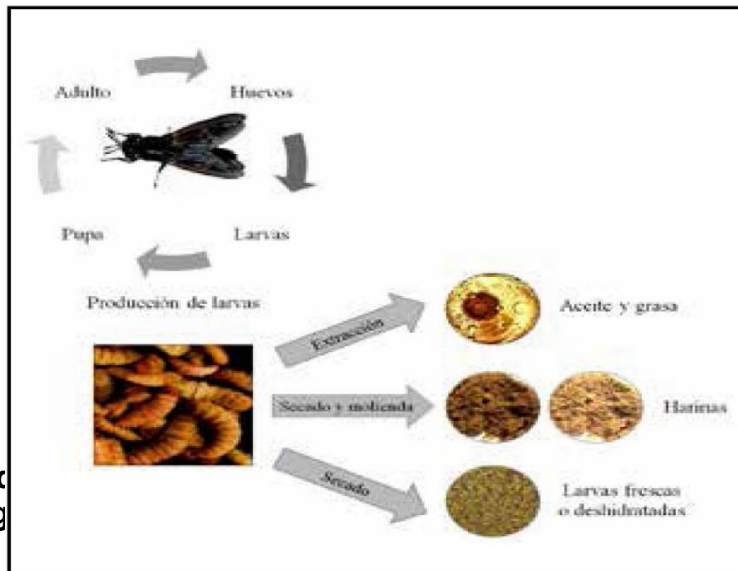 Adulto
Huevos
Pupa
Larvas
Producción de larvas
Extracción
Aceite y grasa
Secado y molienda
Harinas
Secado
Larvas frescas
o deshidratadas